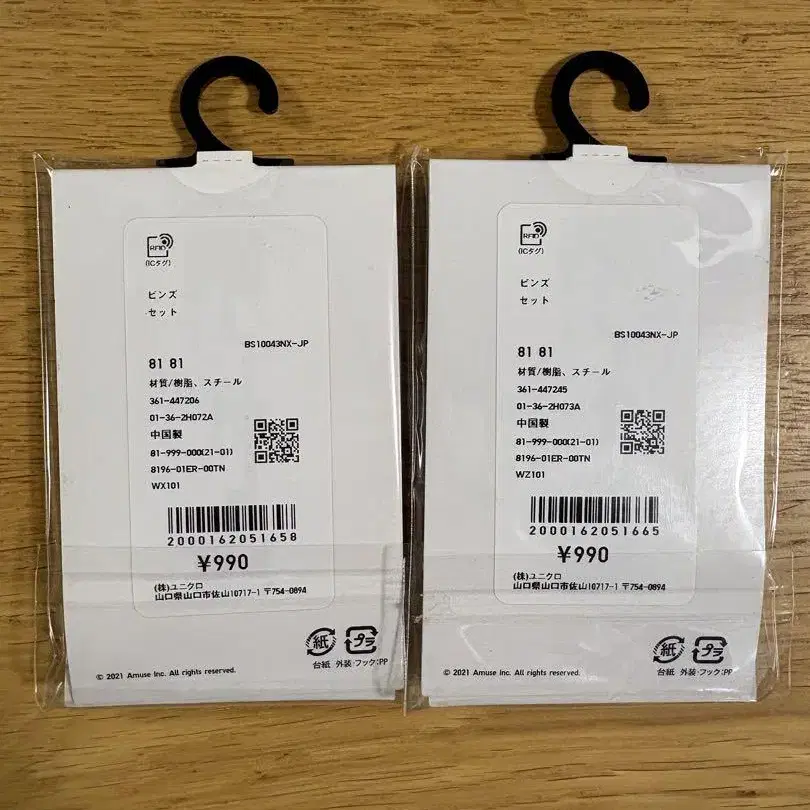 RFID
(ICタグ)
ピンズ
セット
BS10043NX-JP
81 81
材質/樹脂、スチール
361-447206
01-36-2H072A
中国製
81-999-000(21-01)
8196-01ER-00TN
WX101
2000162051658
¥990
(株)ユニクロ
山口県山口市佐山10717-1 〒754-0894
紙
プラ
台紙 外装・フック:PP
© 2021 Amuse Inc. All rights reserved.
RFID
(ICタグ)
ピンズ
セット
BS10043NX-JP
81 81
材質/樹脂、スチール
361-447245
01-36-2H073A
中国製
81-999-000(21-01)
8196-01ER-00TN
WZ101
2000162051665
¥990
(株)ユニクロ
山口県山口市佐山10717-1 〒754-0894
紙
プラ
台紙 外装・フック:PP
© 2021 Amuse Inc. All rights reserved.